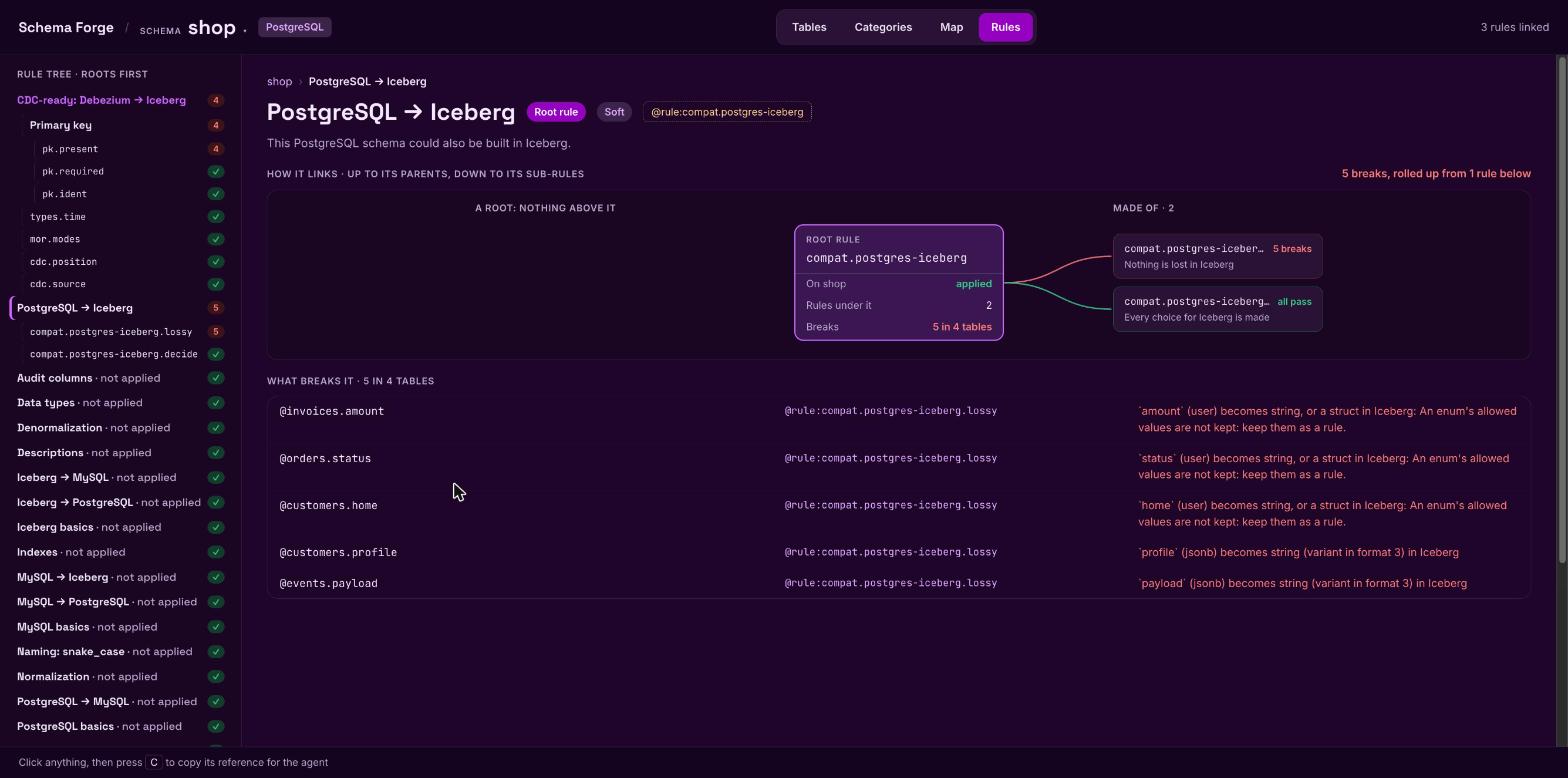 Schema Forge / SCHEMA shop . PostgreSQL
Tables Categories Map Rules
3 rules linked
RULE TREE · ROOTS FIRST
CDC-ready: Debezium → Iceberg 4
Primary key 4
pk.present 4
pk.required
pk.ident
types.time
mor.modes
cdc.position
cdc.source
PostgreSQL → Iceberg 5
compat.postgres-iceberg.lossy 5
compat.postgres-iceberg.decide
Audit columns · not applied
Data types · not applied
Denormalization · not applied
Descriptions · not applied
Iceberg → MySQL · not applied
Iceberg → PostgreSQL · not applied
Iceberg basics · not applied
Indexes · not applied
MySQL → Iceberg · not applied
MySQL → PostgreSQL · not applied
MySQL basics · not applied
Naming: snake_case · not applied
Normalization · not applied
PostgreSQL → MySQL · not applied
PostgreSQL basics · not applied
shop › PostgreSQL → Iceberg
PostgreSQL → Iceberg Root rule Soft @rule:compat.postgres-iceberg
This PostgreSQL schema could also be built in Iceberg.
HOW IT LINKS · UP TO ITS PARENTS, DOWN TO ITS SUB-RULES
5 breaks, rolled up from 1 rule below
A ROOT: NOTHING ABOVE IT
ROOT RULE
compat.postgres-iceberg
On shop applied
Rules under it 2
Breaks 5 in 4 tables
MADE OF · 2
compat.postgres-iceber… 5 breaks
Nothing is lost in Iceberg
compat.postgres-iceberg… all pass
Every choice for Iceberg is made
WHAT BREAKS IT · 5 IN 4 TABLES
@invoices.amount @rule:compat.postgres-iceberg.lossy `amount` (user) becomes string, or a struct in Iceberg: An enum's allowed
values are not kept: keep them as a rule.
@orders.status @rule:compat.postgres-iceberg.lossy `status` (user) becomes string, or a struct in Iceberg: An enum's allowed
values are not kept: keep them as a rule.
@customers.home @rule:compat.postgres-iceberg.lossy `home` (user) becomes string, or a struct in Iceberg: An enum's allowed
values are not kept: keep them as a rule.
@customers.profile @rule:compat.postgres-iceberg.lossy `profile` (jsonb) becomes string (variant in format 3) in Iceberg
@events.payload @rule:compat.postgres-iceberg.lossy `payload` (jsonb) becomes string (variant in format 3) in Iceberg
Click anything, then press C to copy its reference for the agent